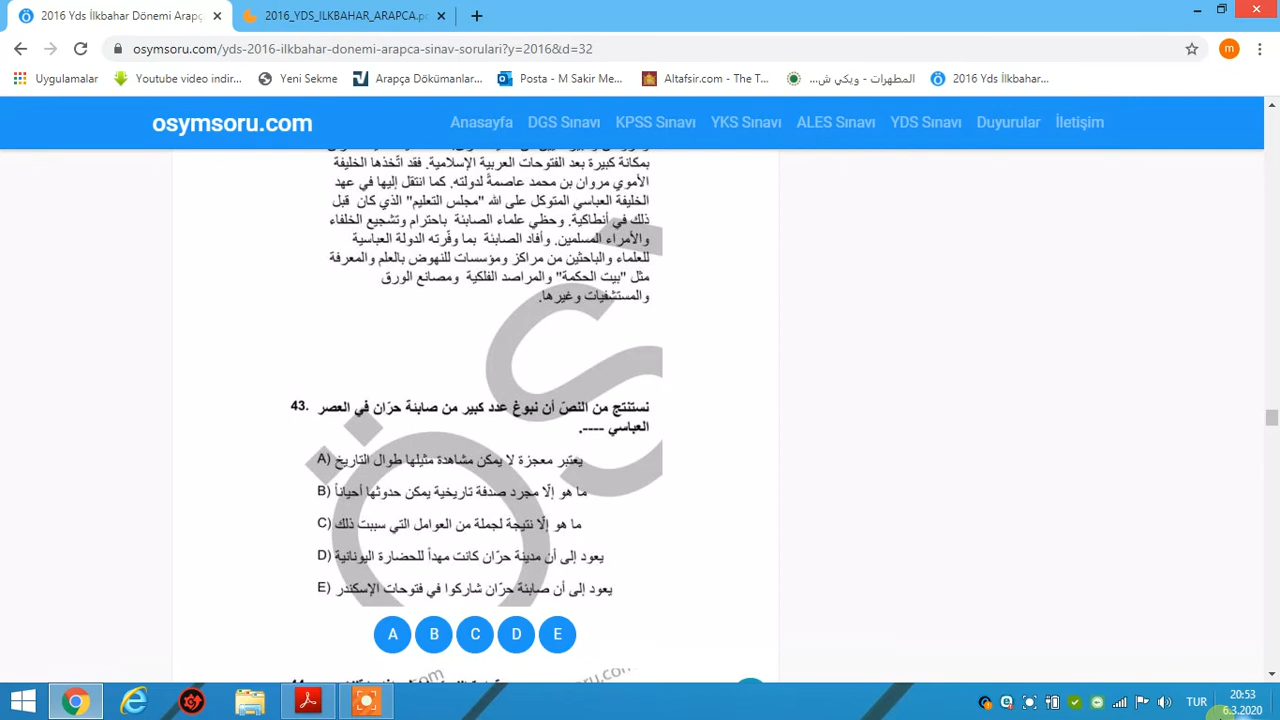 2016 Yds İlkbahar Dönemi Arapç
2016_YDS_ILKBAHAR_ARAPCA.p
osymsoru.com/yds-2016-ilkbahar-donemi-arapca-sinav-sorulari?y=2016&d=32
m
Uygulamalar
Youtube video indir...
Yeni Sekme
Arapça Dökümanlar...
Posta - M Sakir Me...
Altafsir.com - The T...
المطهرات - ويكي ش...
2016 Yds İlkbahar...
osymsoru.com
Anasayfa
DGS Sınavı
KPSS Sınavı
YKS Sınavı
ALES Sınavı
YDS Sınavı
Duyurular
İletişim
بمكانة كبيرة بعد الفتوحات العربية الإسلامية. فقد اتّخذها الخليفة
الأموي مروان بن محمد عاصمةً لدولته. كما انتقل إليها في عهد
الخليفة العباسي المتوكل على الله "مجلس التعليم" الذي كان قبل
ذلك في أنطاكية. وحظي علماء الصابئة باحترام وتشجيع الخلفاء
والأمراء المسلمين. وأفاد الصابئة بما وفّرته الدولة العباسية
للعلماء والباحثين من مراكز ومؤسسات للنهوض بالعلم والمعرفة
مثل "بيت الحكمة" والمراصد الفلكية ومصانع الورق
والمستشفيات وغيرها.
43. نستنتج من النصّ أن نبوغ عدد كبير من صابئة حرّان في العصر
العباسي ----.
A) يعتبر معجزة لا يمكن مشاهدة مثيلها طوال التاريخ
B) ما هو إلّا مجرد صدفة تاريخية يمكن حدوثها أحياناً
C) ما هو إلّا نتيجة لجملة من العوامل التي سببت ذلك
D) يعود إلى أن مدينة حرّان كانت مهداً للحضارة اليونانية
E) يعود إلى أن صابئة حرّان شاركوا في فتوحات الإسكندر
A
B
C
D
E
TUR
20:53
6.3.2020